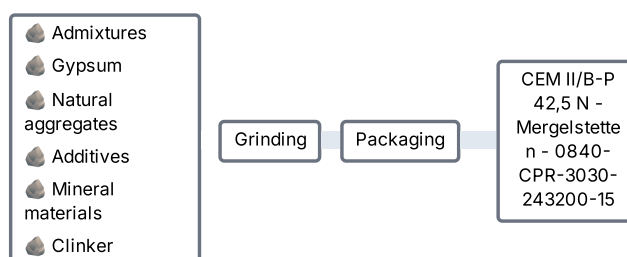 Admixtures
Gypsum
Natural
aggregates
Additives
Mineral
materials
Clinker
Grinding
Packaging
CEM II/B-P
42,5 N -
Mergelstette
n - 0840-
CPR-3030-
243200-15